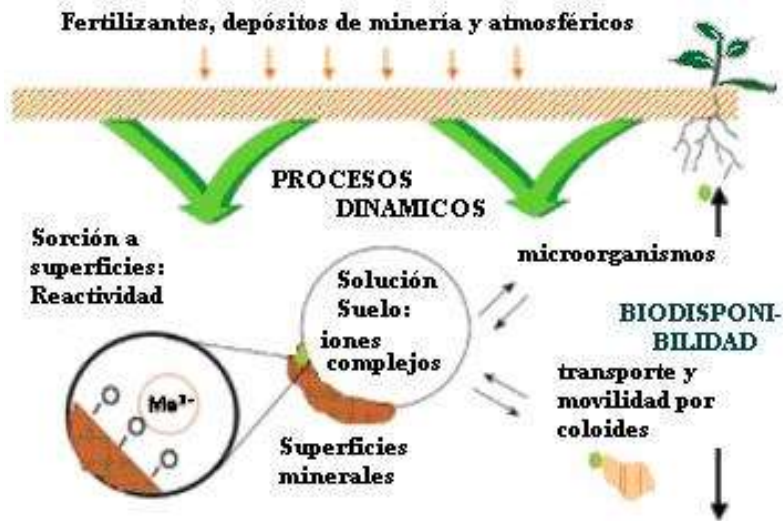 Fertilizantes, depósitos de minería y atmosféricos
PROCESOS
DINAMICOS
Sorción a
superficies:
Reactividad
Solución
Suelo:
iones
complejos
microorganismos
BIODISPONI-
BILIDAD
transporte y
movilidad por
coloides
Superficies
minerales